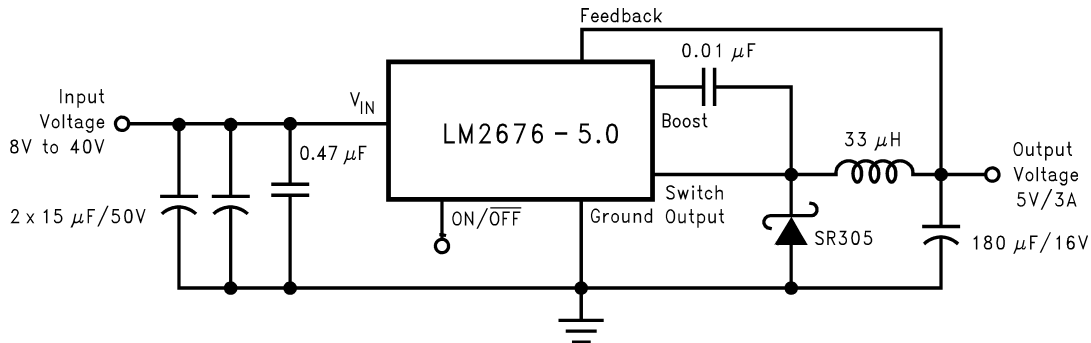 Feedback
0.01 μF
Input
Voltage
8V to 40V
VIN
LM2676 – 5.0
Boost
0.47 μF
33 μH
Output
Voltage
5V/3A
2 x 15 μF/50V
ON/OFF
Ground
Switch
Output
SR305
180 μF/16V